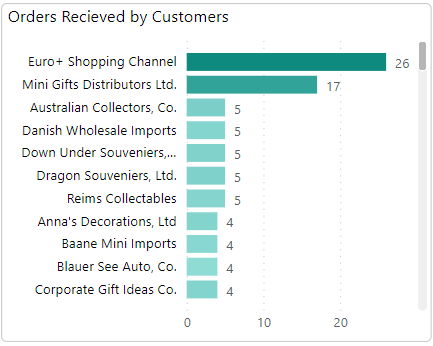 Orders Recieved by Customers
Euro+ Shopping Channel 26
Mini Gifts Distributors Ltd. 17
Australian Collectors, Co. 5
Danish Wholesale Imports 5
Down Under Souveniers,... 5
Dragon Souveniers, Ltd. 5
Reims Collectables 5
Anna's Decorations, Ltd 4
Baane Mini Imports 4
Blauer See Auto, Co. 4
Corporate Gift Ideas Co. 4
0 10 20